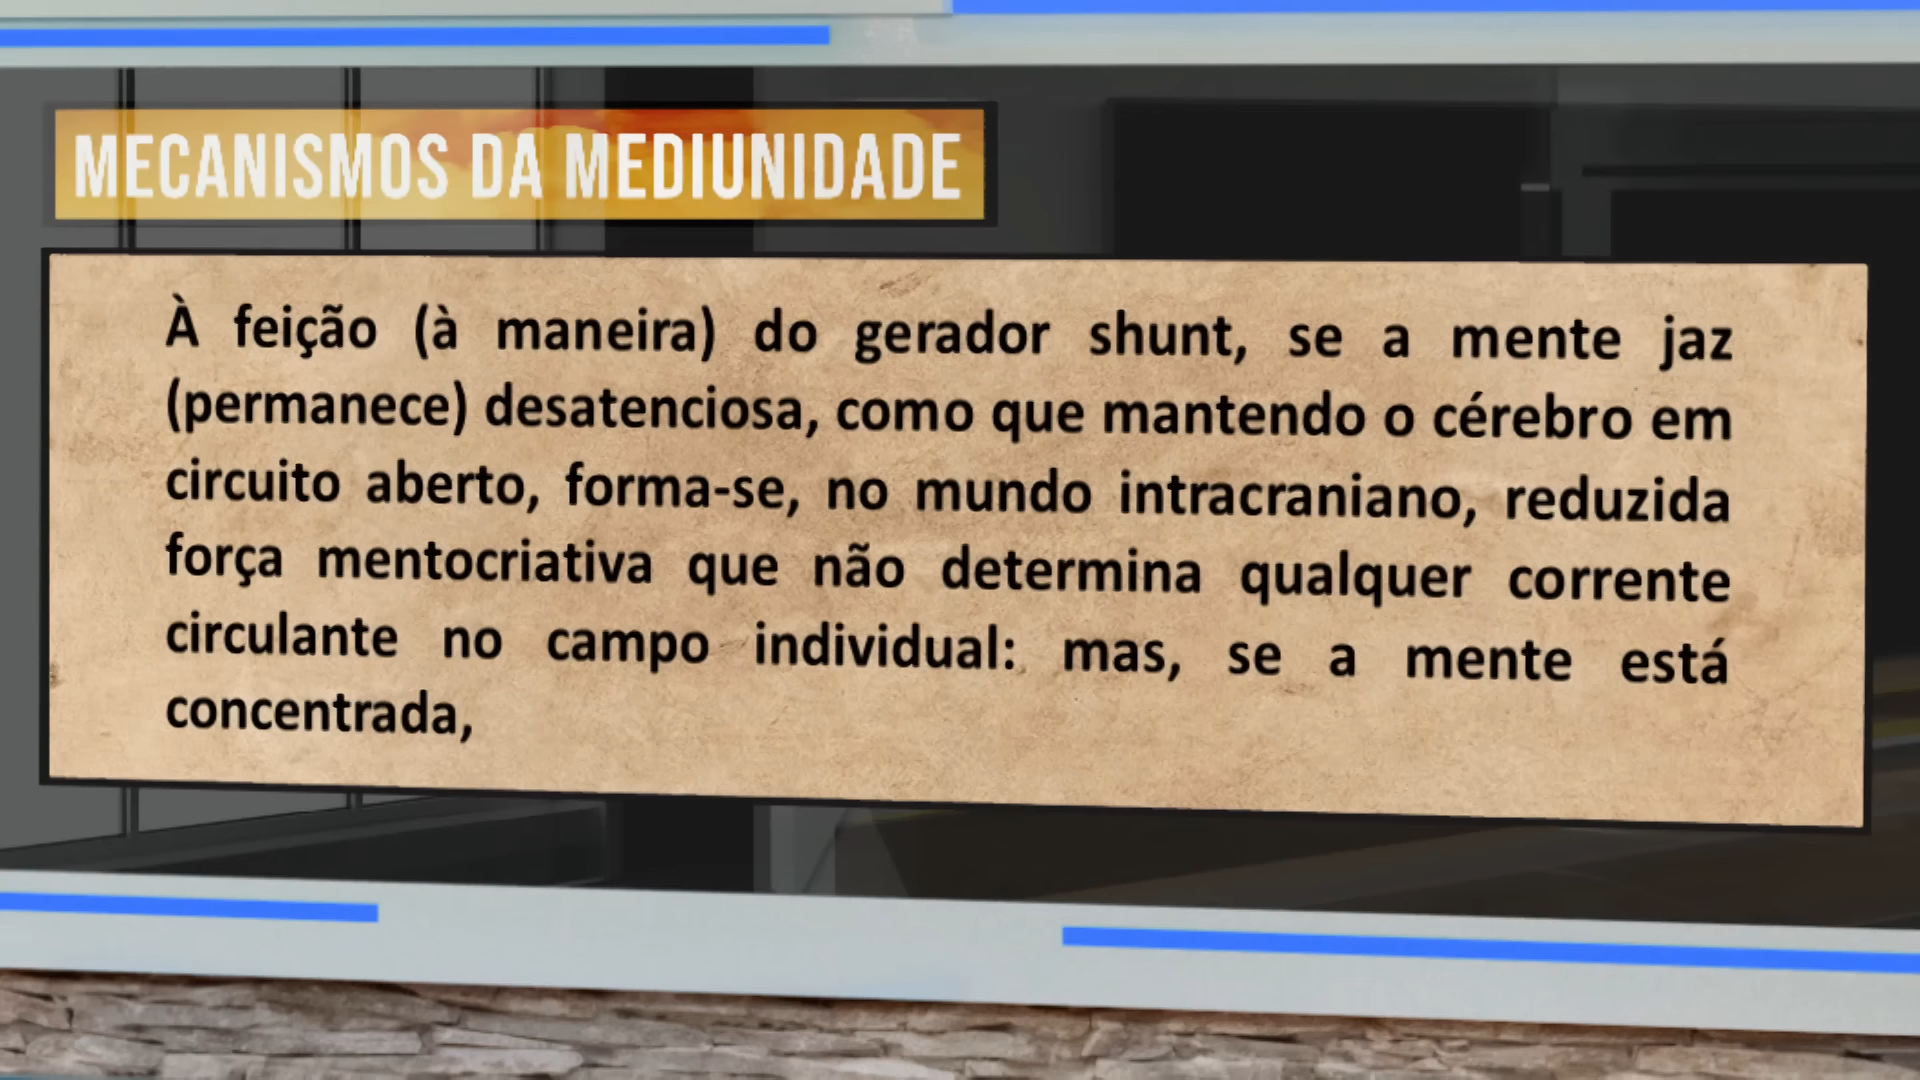 MECANISMOS DA MEDIUNIDADE
À feição (à maneira) do gerador shunt, se a mente jaz
(permanece) desatenciosa, como que mantendo o cérebro em
circuito aberto, forma-se, no mundo intracraniano, reduzida
força mentocriativa que não determina qualquer corrente
circulante no campo individual: mas, se a mente está
concentrada,